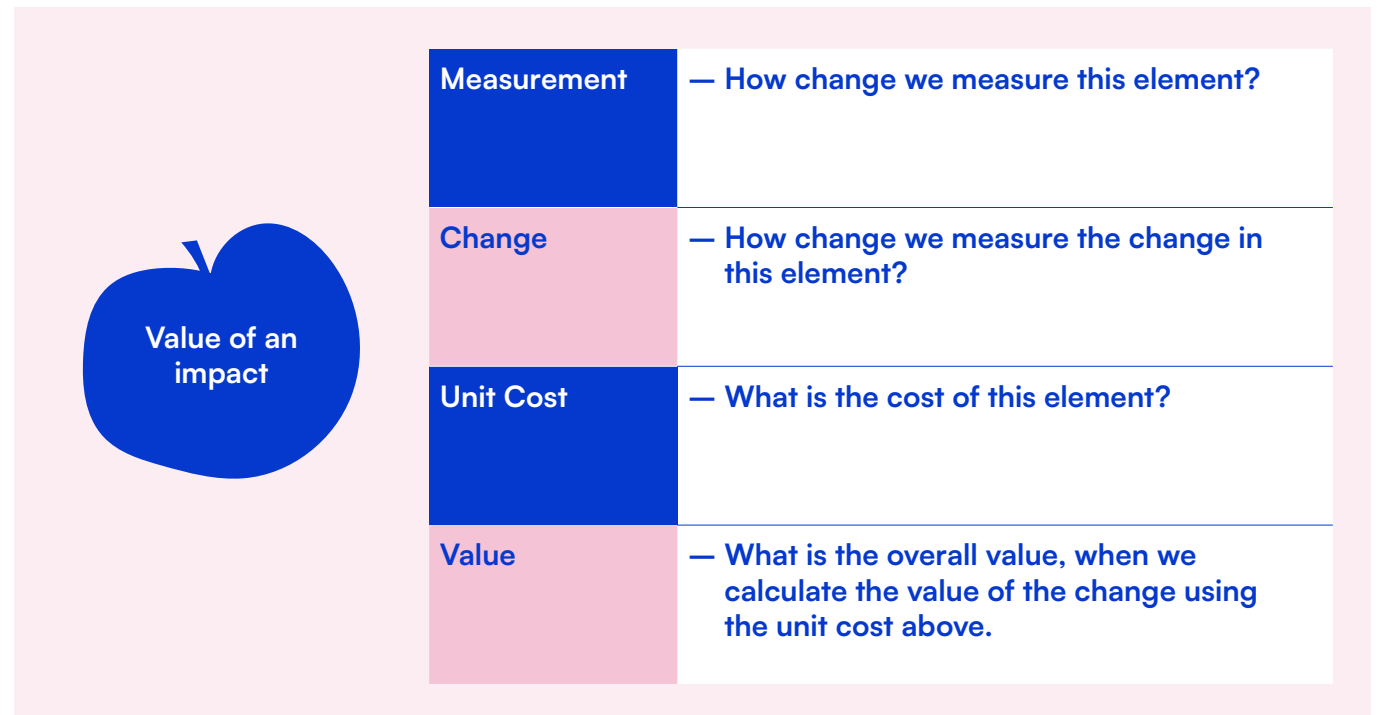 Value of an
impact
Measurement
— How change we measure this element?
Change
— How change we measure the change in
this element?
Unit Cost
— What is the cost of this element?
Value
— What is the overall value, when we
calculate the value of the change using
the unit cost above.